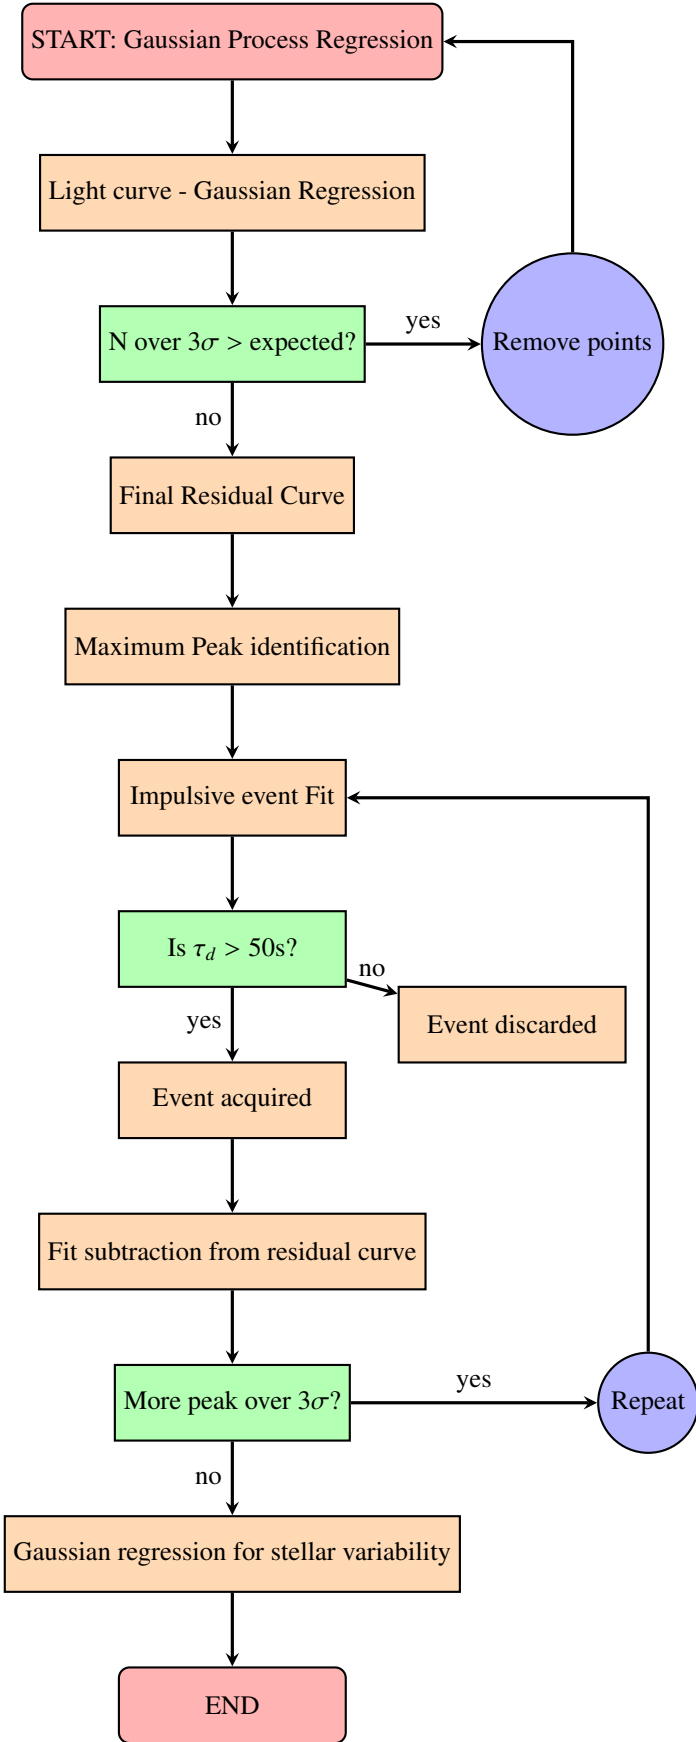 START: Gaussian Process Regression
Light curve - Gaussian Regression
N over 3σ > expected?
yes
Remove points
no
Final Residual Curve
Maximum Peak identification
Impulsive event Fit
Is τ_d > 50s?
no
Event discarded
yes
Event acquired
Fit subtraction from residual curve
More peak over 3σ?
yes
Repeat
no
Gaussian regression for stellar variability
END